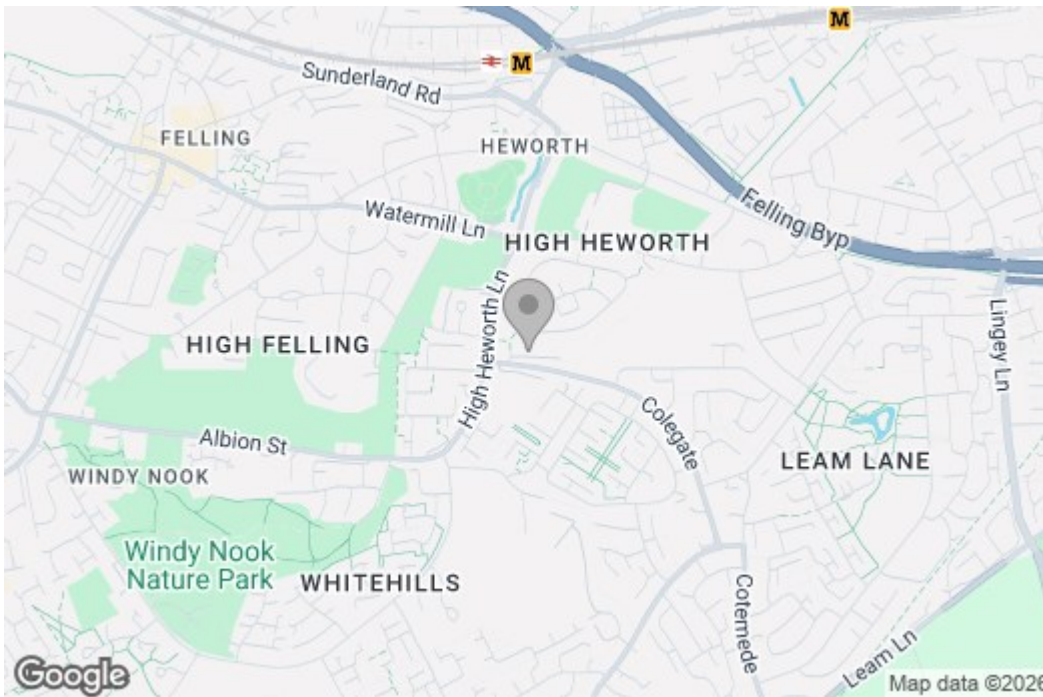 M
M
Sunderland Rd
FELLING
HEWORTH
Watermill Ln
Felling Byp
HIGH HEWORTH
High Heworth Ln
HIGH FELLING
Lingey Ln
Colegate
Albion St
LEAM LANE
WINDY NOOK
Windy Nook
Nature Park
WHITEHILLS
Cotemede
Leam Ln
Google
Map data ©2026